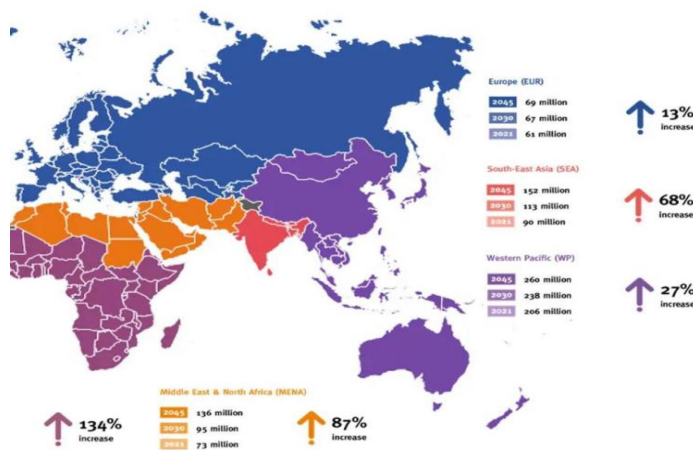 Europe (EUR)
2045 69 million
2030 67 million
2021 61 million
13%
increase
South-East Asia (SEA)
2045 152 million
2030 113 million
2021 90 million
68%
increase
Western Pacific (WP)
2045 260 million
2030 238 million
2021 206 million
27%
increase
134%
increase
Middle East & North Africa (MENA)
2045 136 million
2030 95 million
2021 73 million
87%
increase